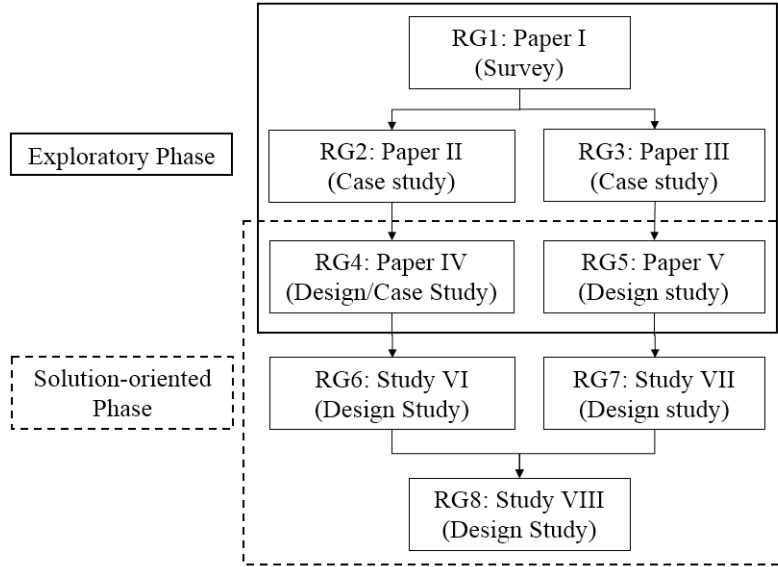 RG1: Paper I
(Survey)
Exploratory Phase
RG2: Paper II
(Case study)
RG3: Paper III
(Case study)
RG4: Paper IV
(Design/Case Study)
RG5: Paper V
(Design study)
Solution-oriented
Phase
RG6: Study VI
(Design Study)
RG7: Study VII
(Design study)
RG8: Study VIII
(Design Study)